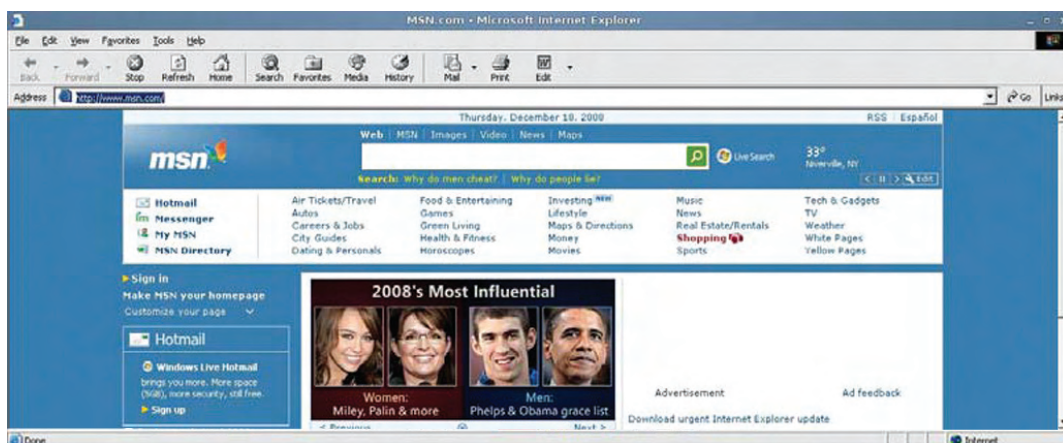 MSN.com - Microsoft Internet Explorer
File Edit View Favorites Tools Help
Back Forward Stop Refresh Home Search Favorites Media History Mail Print Edit
Address http://www.msn.com/ Go Links
Thursday, December 18, 2008 RSS Español
Web MSN Images Video News Maps
msn Live Search 33°
Niverville, NY
Search: Why do men cheat? Why do people lie? Edit
Hotmail Air Tickets/Travel Food & Entertaining Investing NEW Music Tech & Gadgets
Messenger Autos Games Lifestyle News TV
My MSN Careers & Jobs Green Living Maps & Directions Real Estate/Rentals Weather
MSN Directory City Guides Health & Fitness Money Shopping White Pages
Dating & Personals Horoscopes Movies Sports Yellow Pages
Sign in
Make MSN your homepage
Customize your page
Hotmail
Windows Live Hotmail
brings you more. More space
(5GB), more security, still free.
Sign up
2008's Most Influential
Women: Men:
Miley, Palin & more Phelps & Obama grace list
< Previous Next >
Advertisement Ad feedback
Download urgent Internet Explorer update
Done Internet